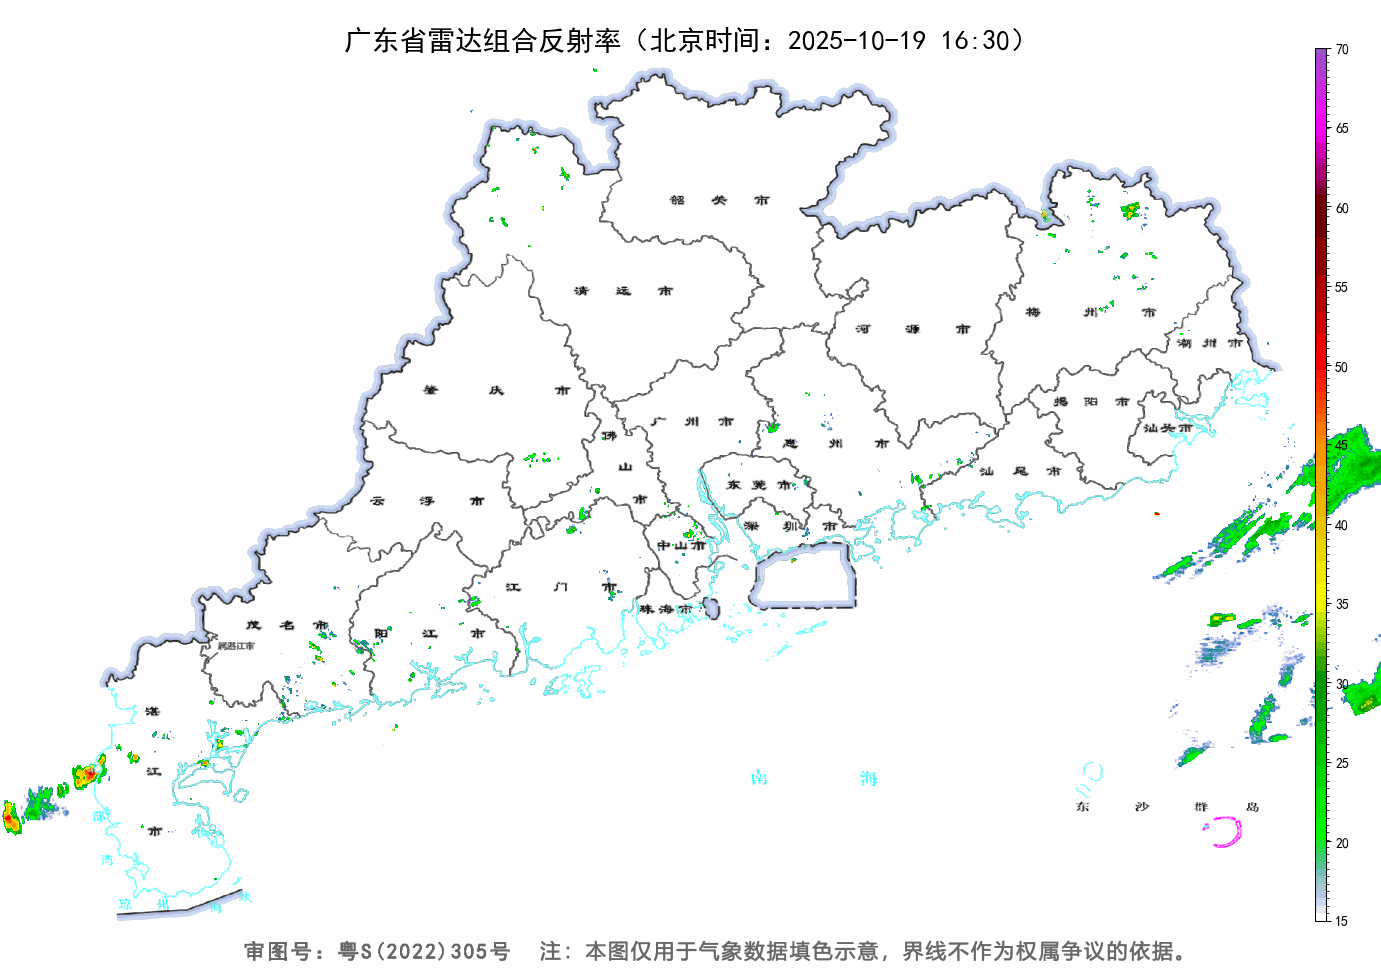 广东省雷达组合反射率（北京时间：2025-10-19 16:30）
70
65
60
55
50
45
40
35
30
25
20
15
韶关市
清远市
河源市
梅州市
潮州市
肇庆市
广州市
揭阳市
汕头市
佛山市
惠州市
云浮市
东莞市
汕尾市
深圳市
中山市
江门市
珠海市
茂名市
阳江市
属湛江市
湛江市
南海
东沙群岛
北部湾
琼州海峡
审图号：粤S(2022)305号 注：本图仅用于气象数据填色示意，界线不作为权属争议的依据。